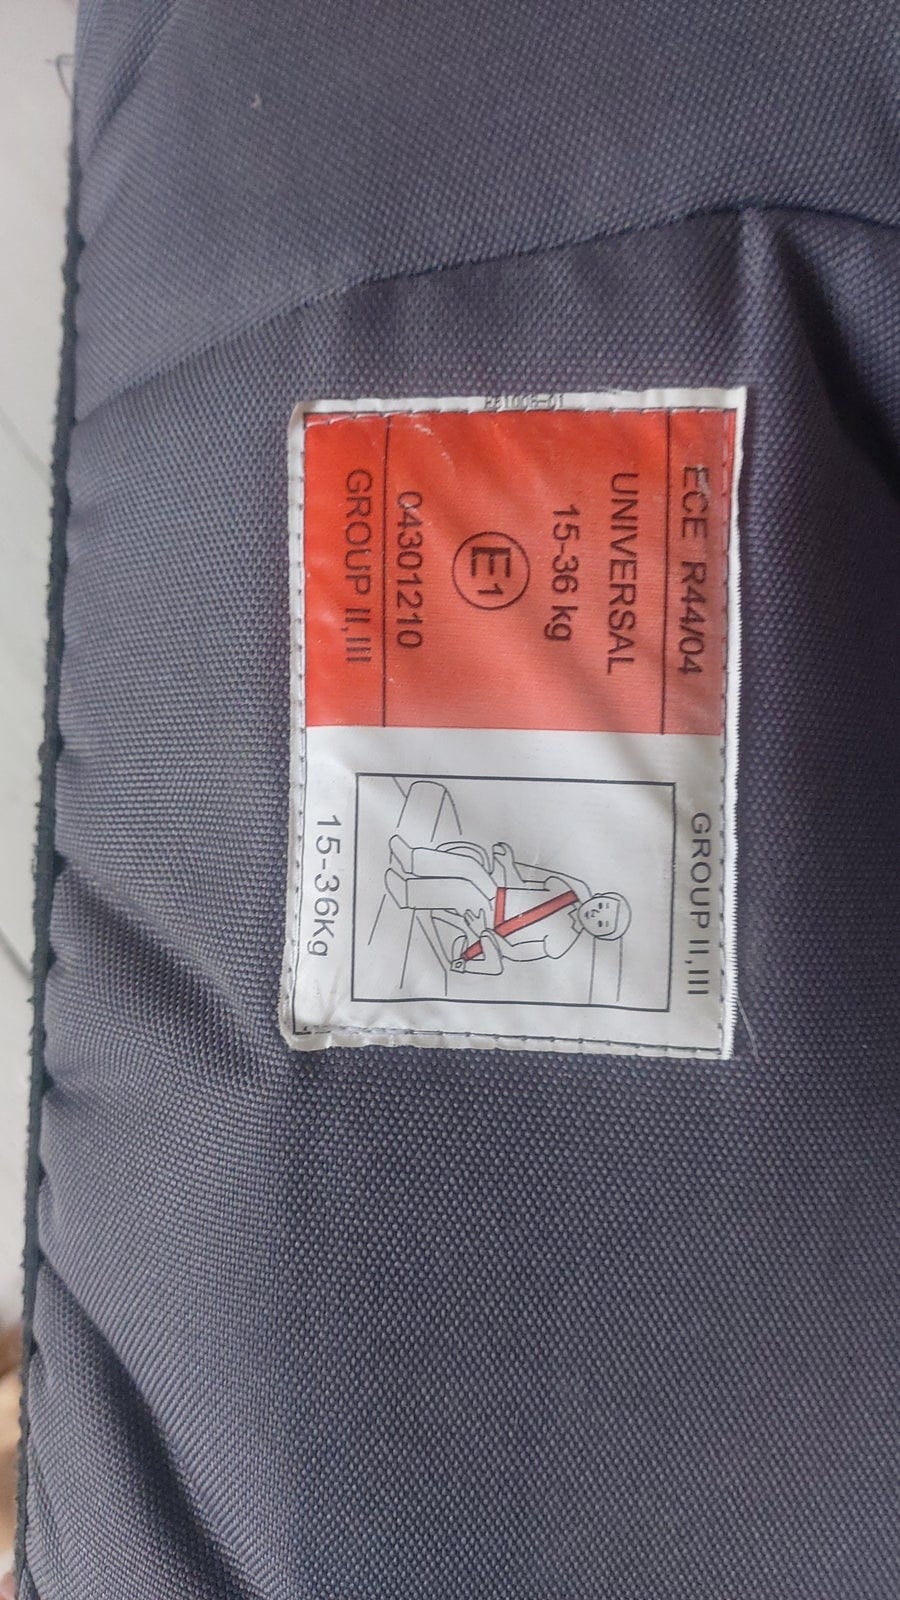 ECE R44/04
UNIVERSAL
15-36 kg
E1
04301210
GROUP II,III
GROUP II,III
15-36Kg